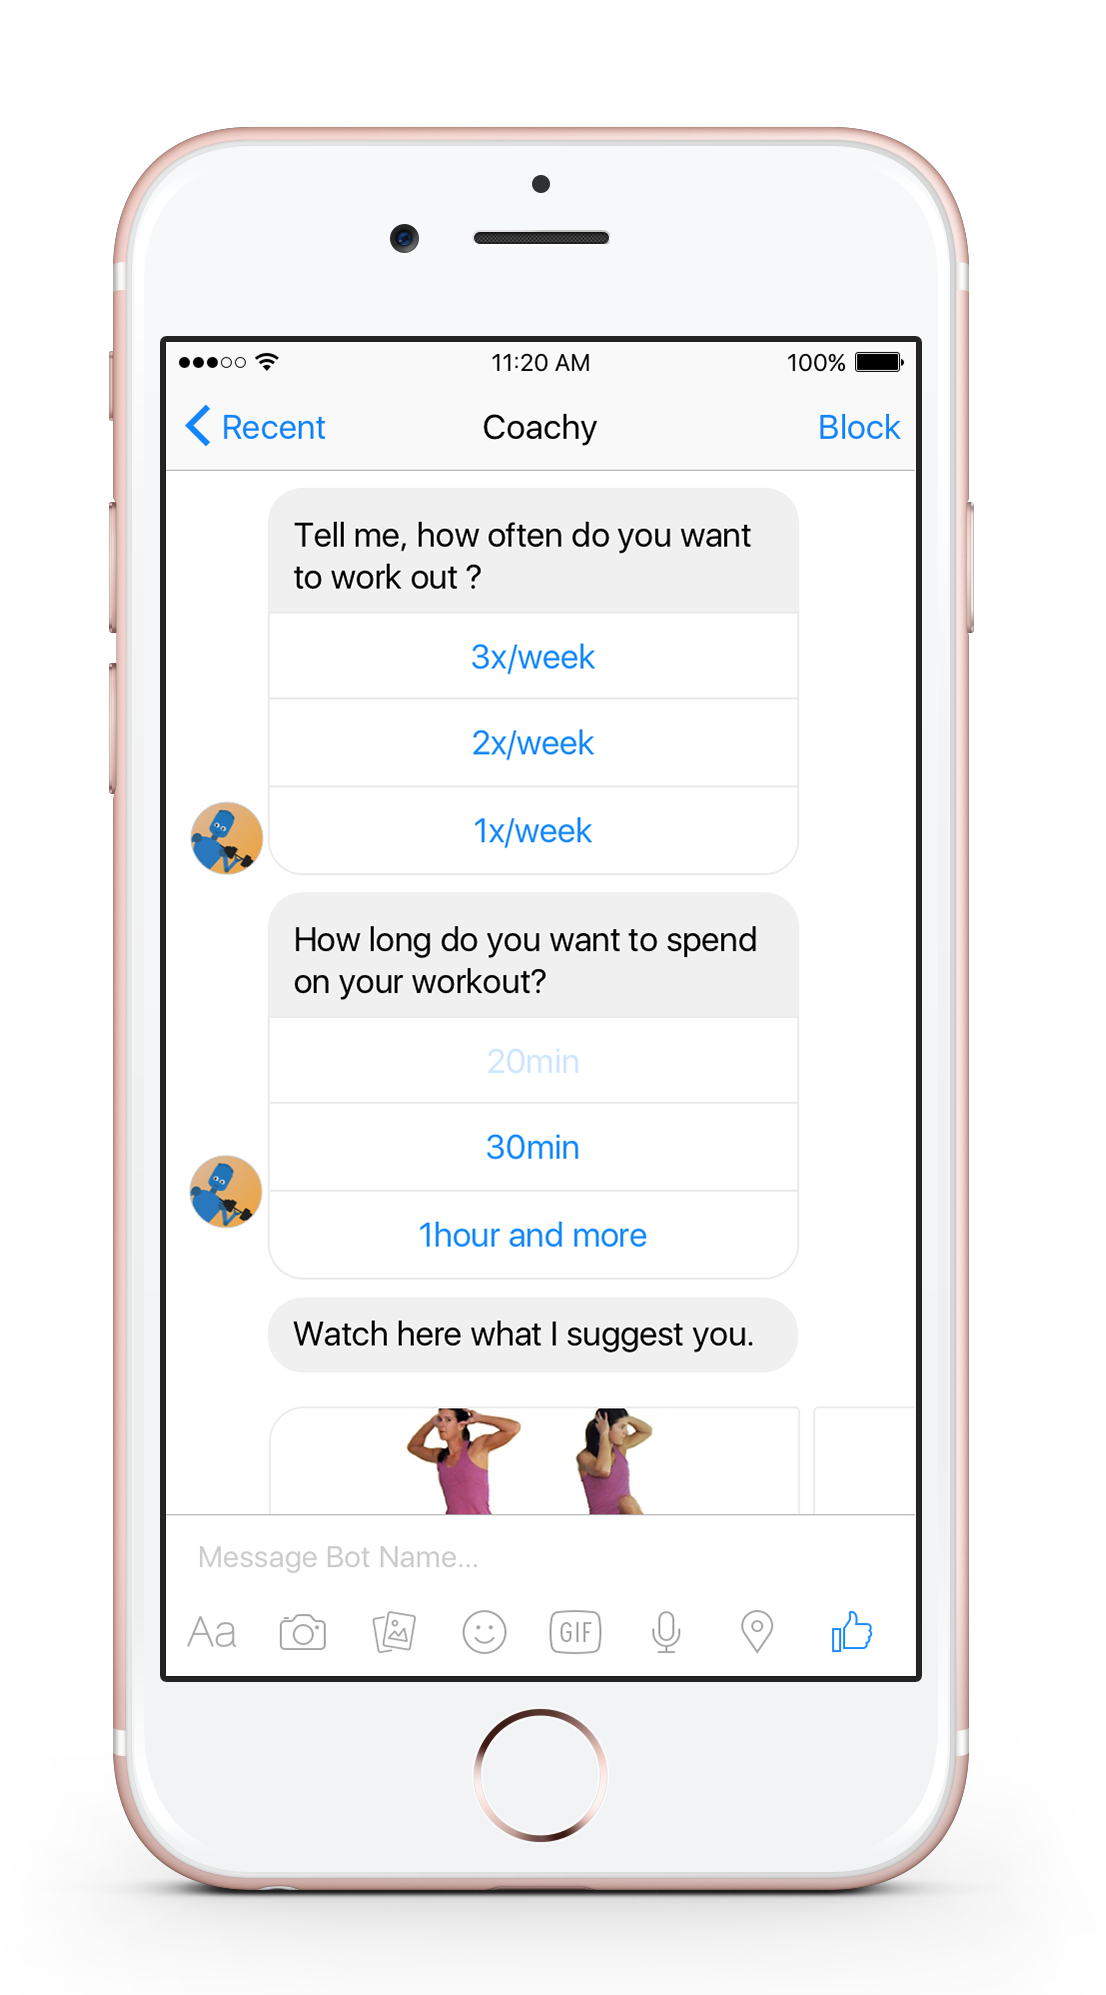 11:20 AM
100%
Recent
Coachy
Block
Tell me, how often do you want
to work out ?
3x/week
2x/week
1x/week
How long do you want to spend
on your workout?
20min
30min
1hour and more
Watch here what I suggest you.
Message Bot Name...
Aa
GIF